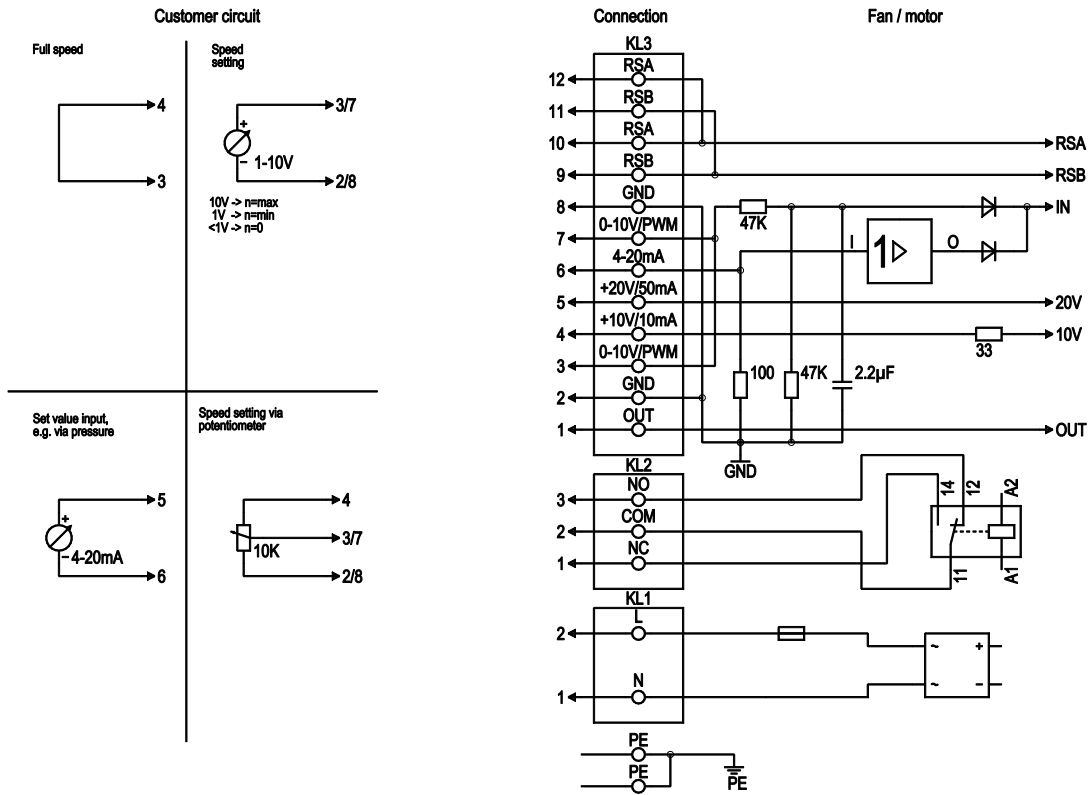 Customer circuit
Connection
Fan / motor
Full speed
4
3
Speed
setting
3/7
+
1-10V
−
2/8
10V -> n=max
1V -> n=min
<1V -> n=0
Set value input,
e.g. via pressure
5
+
−
4-20mA
6
Speed setting via
potentiometer
4
3/7
10K
2/8
KL3
RSA
12
RSB
11
RSA
10
RSA
RSB
9
RSB
GND
8
IN
47K
0-10V/PWM
7
I
1
O
4-20mA
6
+20V/50mA
5
20V
+10V/10mA
4
10V
33
0-10V/PWM
3
100
47K
2.2µF
GND
2
OUT
1
OUT
GND
KL2
NO
3
COM
2
NC
1
14
12
A2
11
A1
KL1
L
2
~
+
N
1
~
−
PE
PE
PE